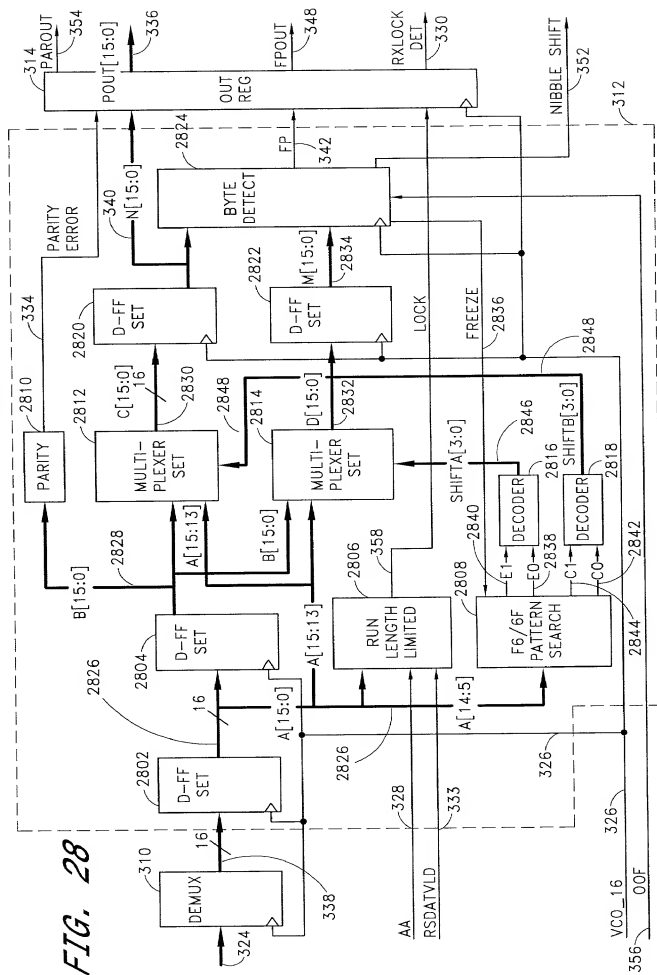 FIG. 28
324
310
DEMUX
338
16
2802
D-FF
SET
2826
16
A[15:0]
2804
D-FF
SET
2828
B[15:0]
2810
PARITY
334
PARITY
ERROR
2812
MULTI-
PLEXER
SET
A[15:13]
B[15:0]
A[15:13]
2814
MULTI-
PLEXER
SET
C[15:0]
16
2830
2848
D[15:0]
2832
2820
D-FF
SET
2822
D-FF
SET
340
N[15:0]
M[15:0]
2834
2824
BYTE
DETECT
FP
342
314
OUT
REG
PAROUT
354
POUT[15:0]
336
FPOUT
348
RXLOCK
DET
330
NIBBLE SHIFT
352
312
LOCK
FREEZE
2836
2848
2806
RUN
LENGTH
LIMITED
358
SHIFTA[3:0]
2846
2816
DECODER
SHIFTB[3:0]
2818
DECODER
2840
E1
E0
2838
C1
C0
2842
2844
2808
F6/6F
PATTERN
SEARCH
A[14:5]
2826
AA
328
RSDATVLD
333
326
326
VCO_16
OOF
356